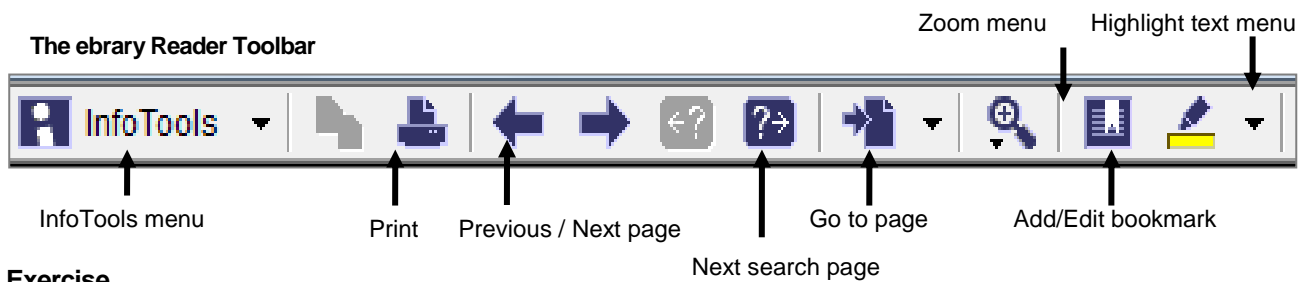 Zoom menu Highlight text menu
The ebrary Reader Toolbar
InfoTools
InfoTools menu
Print
Previous / Next page
Go to page
Add/Edit bookmark
Next search page
Exercise